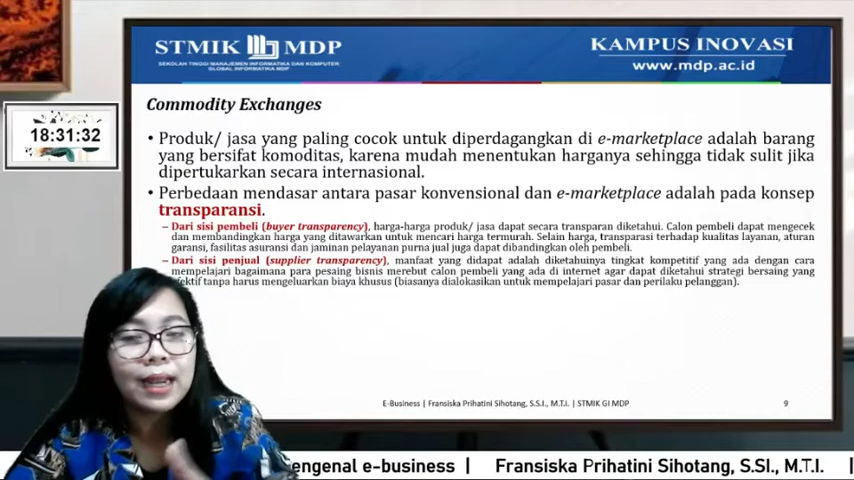 STMIK MDP
SEKOLAH TINGGI MANAJEMEN INFORMATIKA DAN KOMPUTER
GLOBAL INFORMATIKA MDP
KAMPUS INOVASI
www.mdp.ac.id
18:31:32
Commodity Exchanges
• Produk/ jasa yang paling cocok untuk diperdagangkan di e-marketplace adalah barang
yang bersifat komoditas, karena mudah menentukan harganya sehingga tidak sulit jika
dipertukarkan secara internasional.
• Perbedaan mendasar antara pasar konvensional dan e-marketplace adalah pada konsep
transparansi.
– Dari sisi pembeli (buyer transparency), harga-harga produk/ jasa dapat secara transparan diketahui. Calon pembeli dapat mengecek
dan membandingkan harga yang ditawarkan untuk mencari harga termurah. Selain harga, transparasi terhadap kualitas layanan, aturan
garansi, fasilitas asuransi dan jaminan pelayanan purna jual juga dapat dibandingkan oleh pembeli.
– Dari sisi penjual (supplier transparency), manfaat yang didapat adalah diketahuinya tingkat kompetitif yang ada dengan cara
mempelajari bagaimana para pesaing bisnis merebut calon pembeli yang ada di internet agar dapat diketahui strategi bersaing yang
efektif tanpa harus mengeluarkan biaya khusus (biasanya dialokasikan untuk mempelajari pasar dan perilaku pelanggan).
E-Business | Fransiska Prihatini Sihotang, S.S.I., M.T.I. | STMIK GI MDP
9
engenal e-business | Fransiska Prihatini Sihotang, S.SI., M.T.I. |